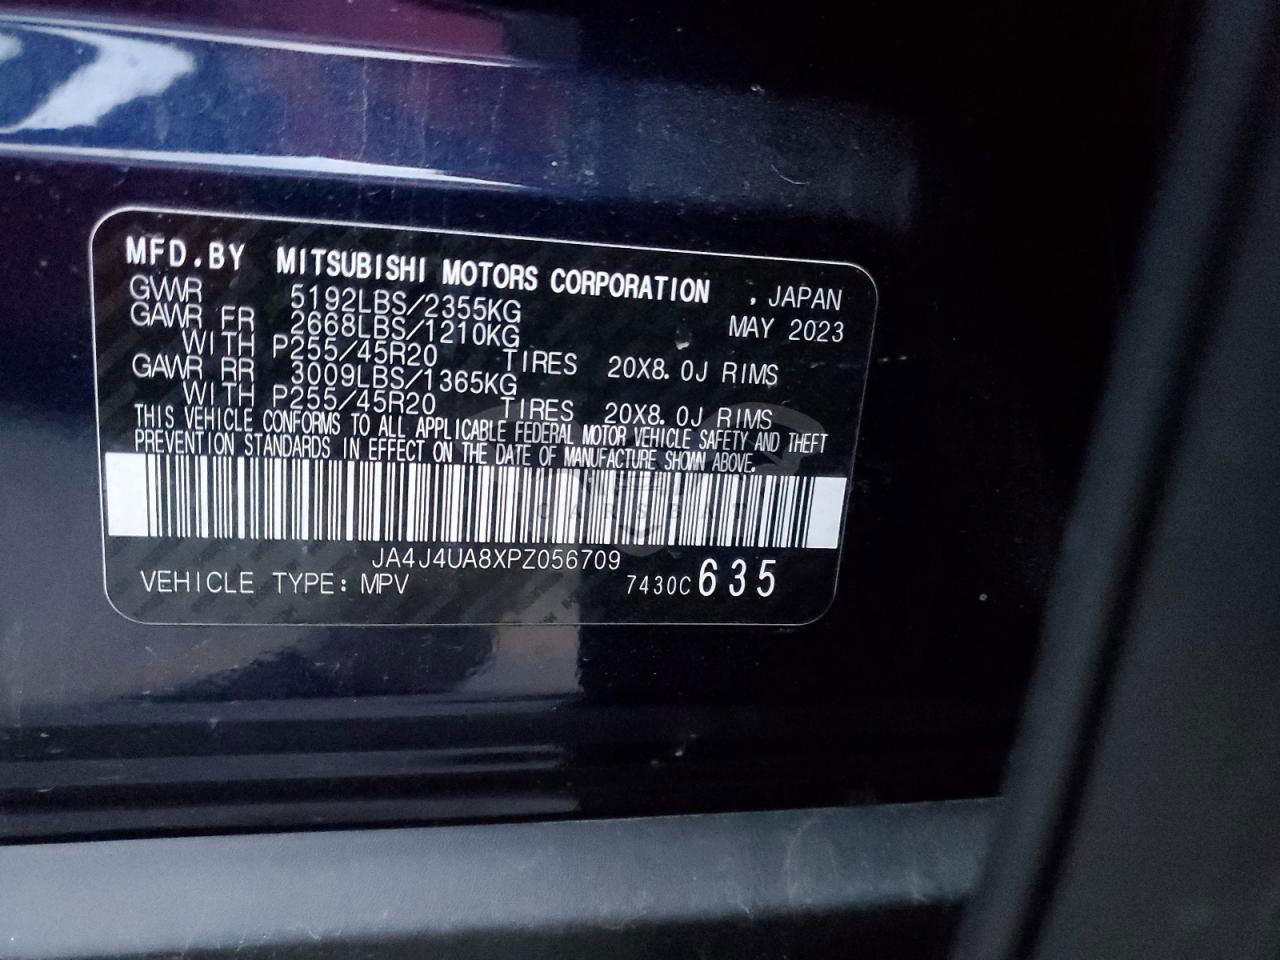 MFD.BY MITSUBISHI MOTORS CORPORATION , JAPAN
GVWR 5192LBS/2355KG MAY 2023
GAWR FR 2668LBS/1210KG
WITH P255/45R20 TIRES 20X8.0J RIMS
GAWR RR 3009LBS/1365KG
WITH P255/45R20 TIRES 20X8.0J RIMS
THIS VEHICLE CONFORMS TO ALL APPLICABLE FEDERAL MOTOR VEHICLE SAFETY AND THEFT
PREVENTION STANDARDS IN EFFECT ON THE DATE OF MANUFACTURE SHOWN ABOVE.
JA4J4UA8XPZ056709
VEHICLE TYPE: MPV 7430C 635